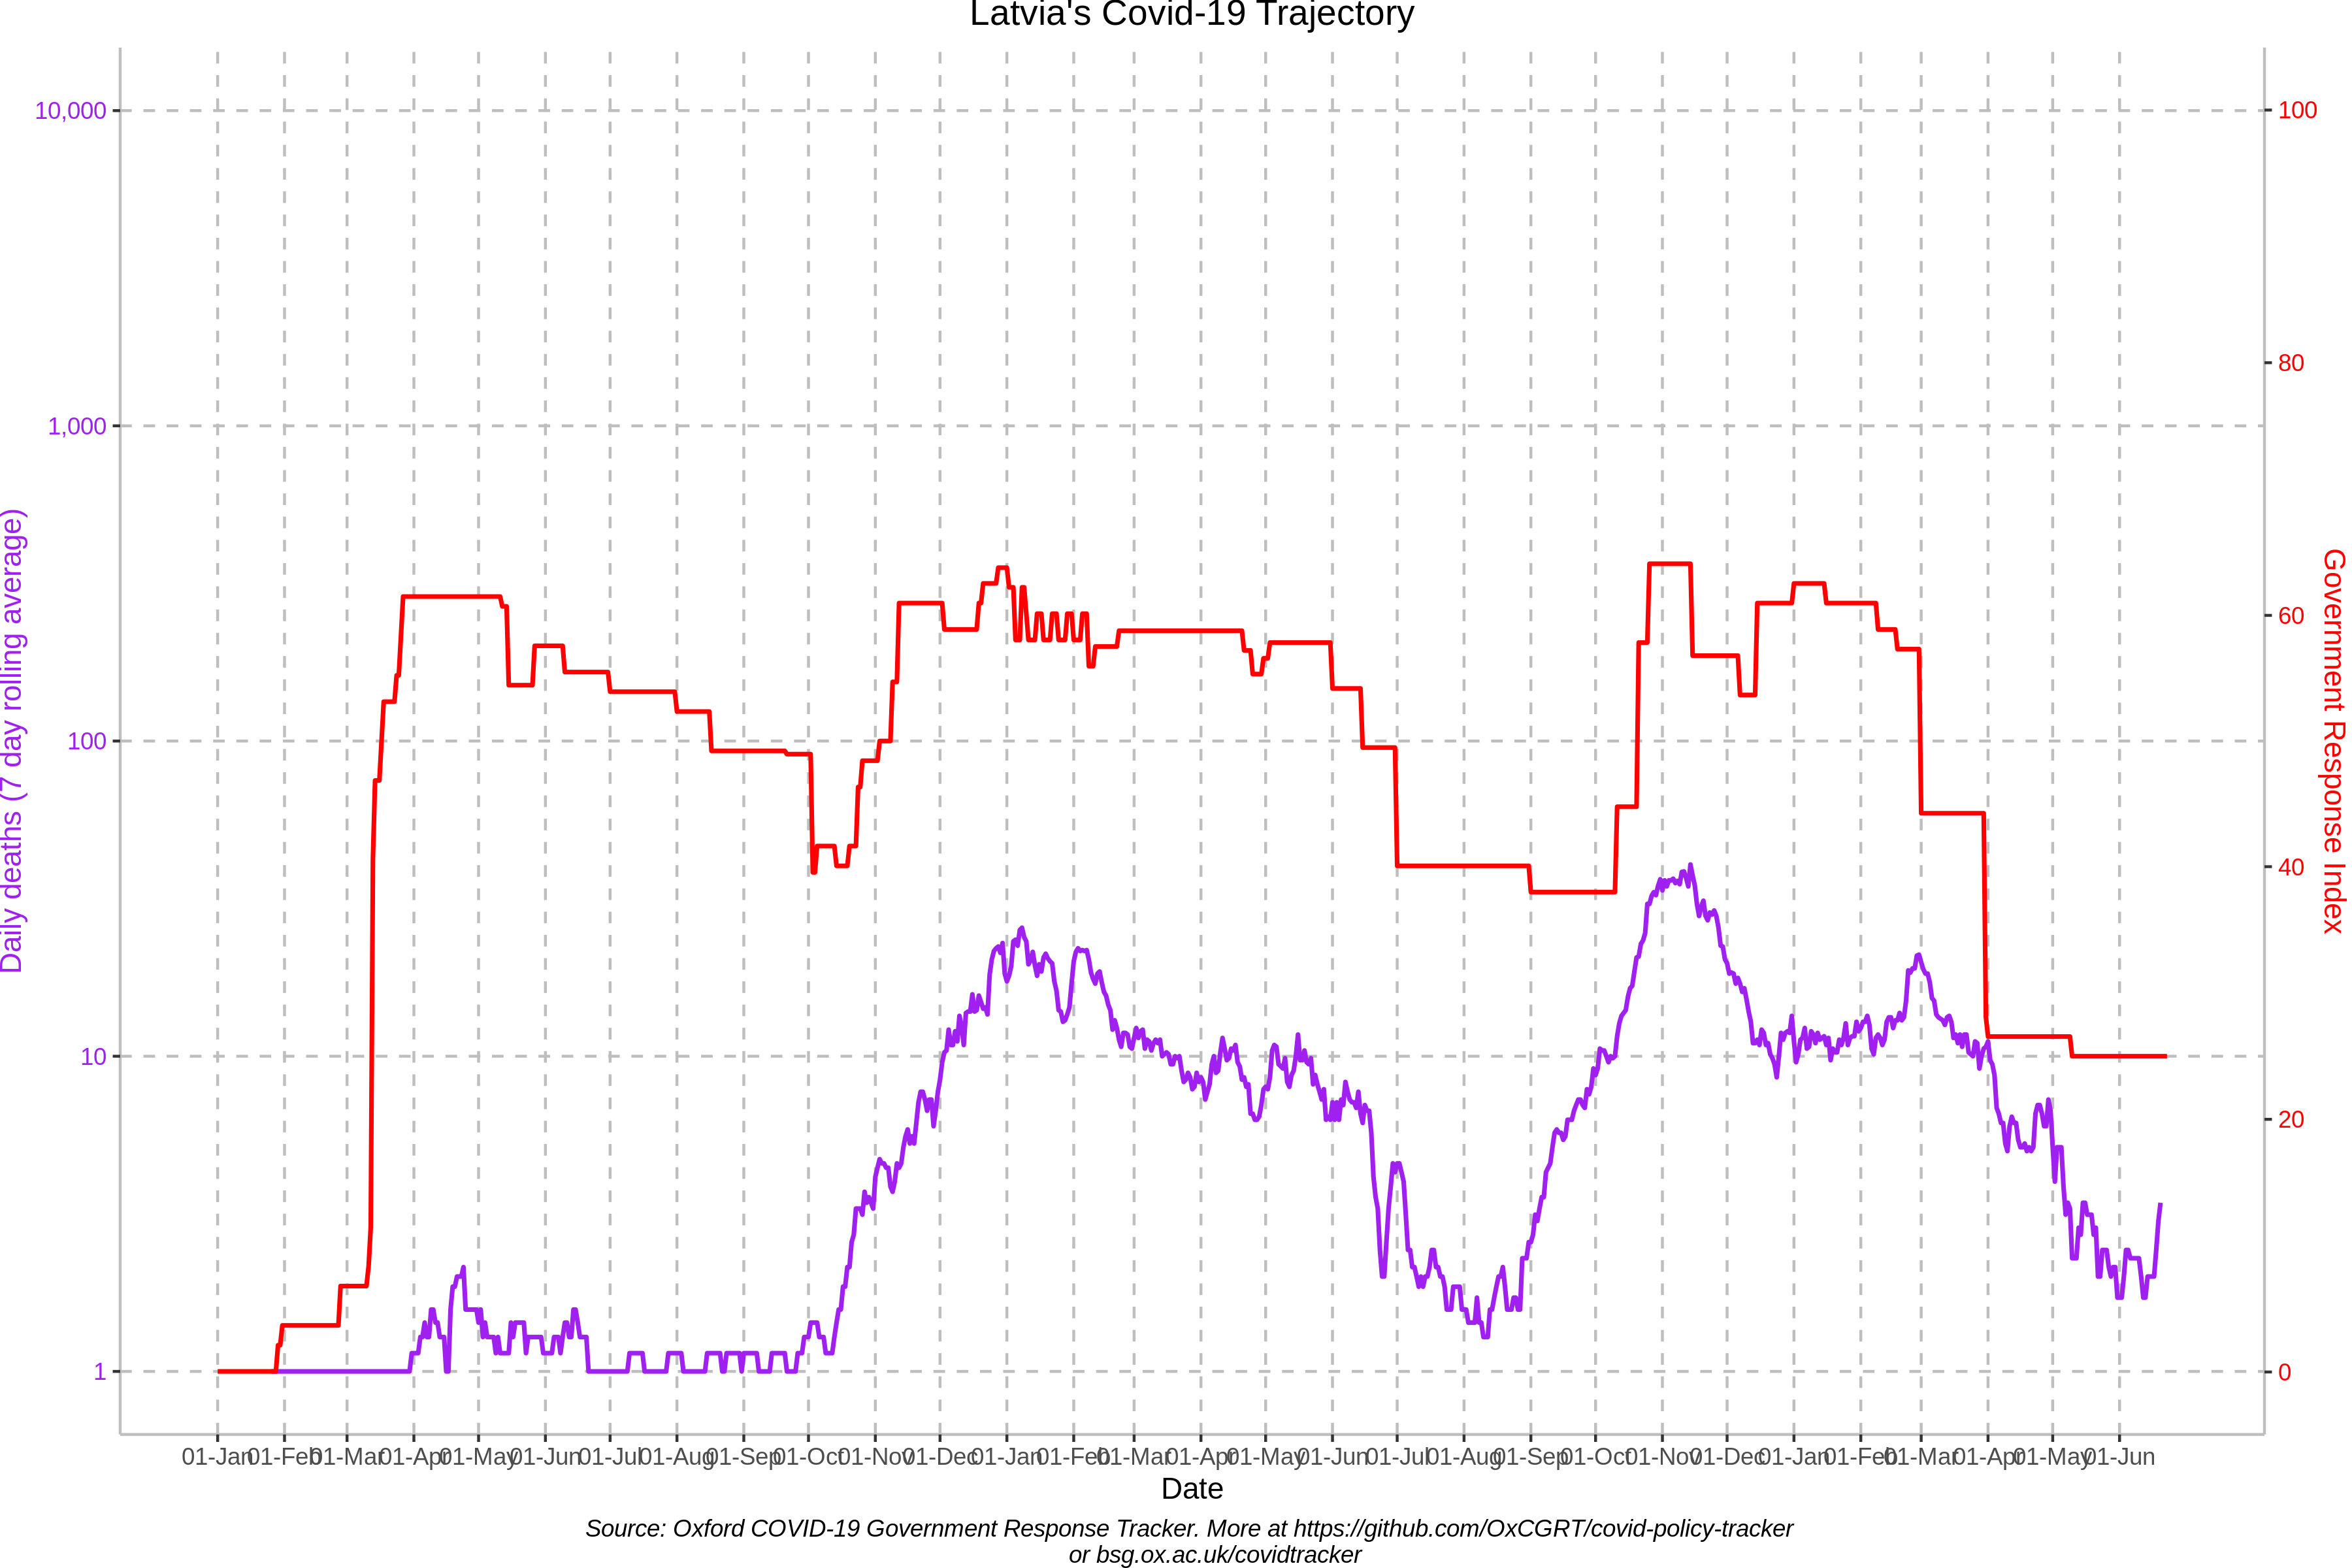 Latvia's Covid-19 Trajectory
10,000
1,000
100
10
1
Daily deaths (7 day rolling average)
100
80
60
40
20
0
Government Response Index
01-Jan 01-Feb 01-Mar 01-Apr 01-May 01-Jun 01-Jul 01-Aug 01-Sep 01-Oct 01-Nov 01-Dec 01-Jan 01-Feb 01-Mar 01-Apr 01-May 01-Jun 01-Jul 01-Aug 01-Sep 01-Oct 01-Nov 01-Dec 01-Jan 01-Feb 01-Mar 01-Apr 01-May 01-Jun
Date
Source: Oxford COVID-19 Government Response Tracker. More at https://github.com/OxCGRT/covid-policy-tracker
or bsg.ox.ac.uk/covidtracker